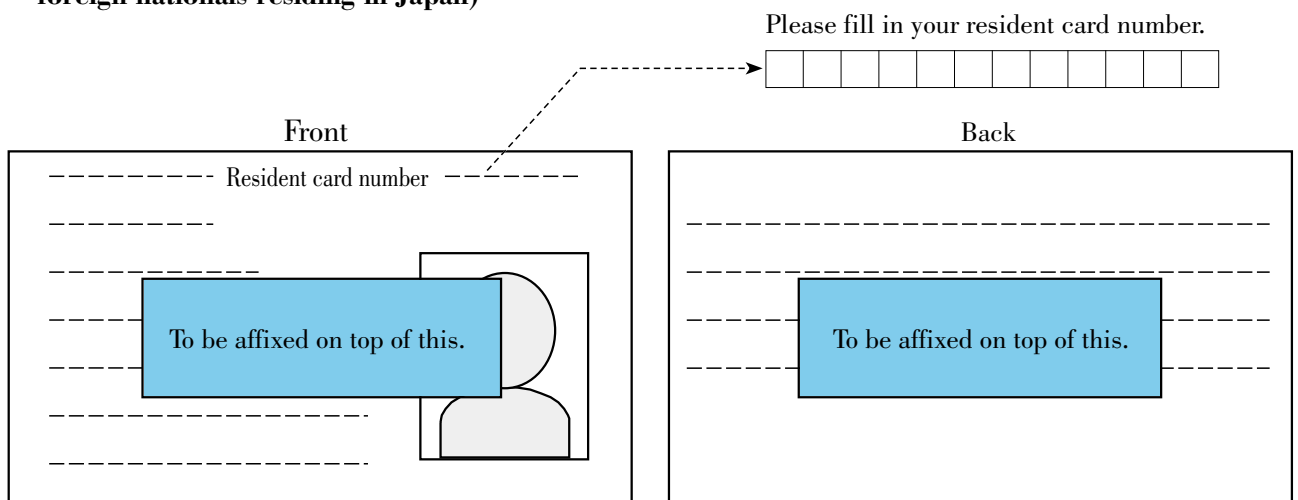 foreign nationals residing in Japan)
Please fill in your resident card number.
Front
Back
Resident card number
To be affixed on top of this.
To be affixed on top of this.